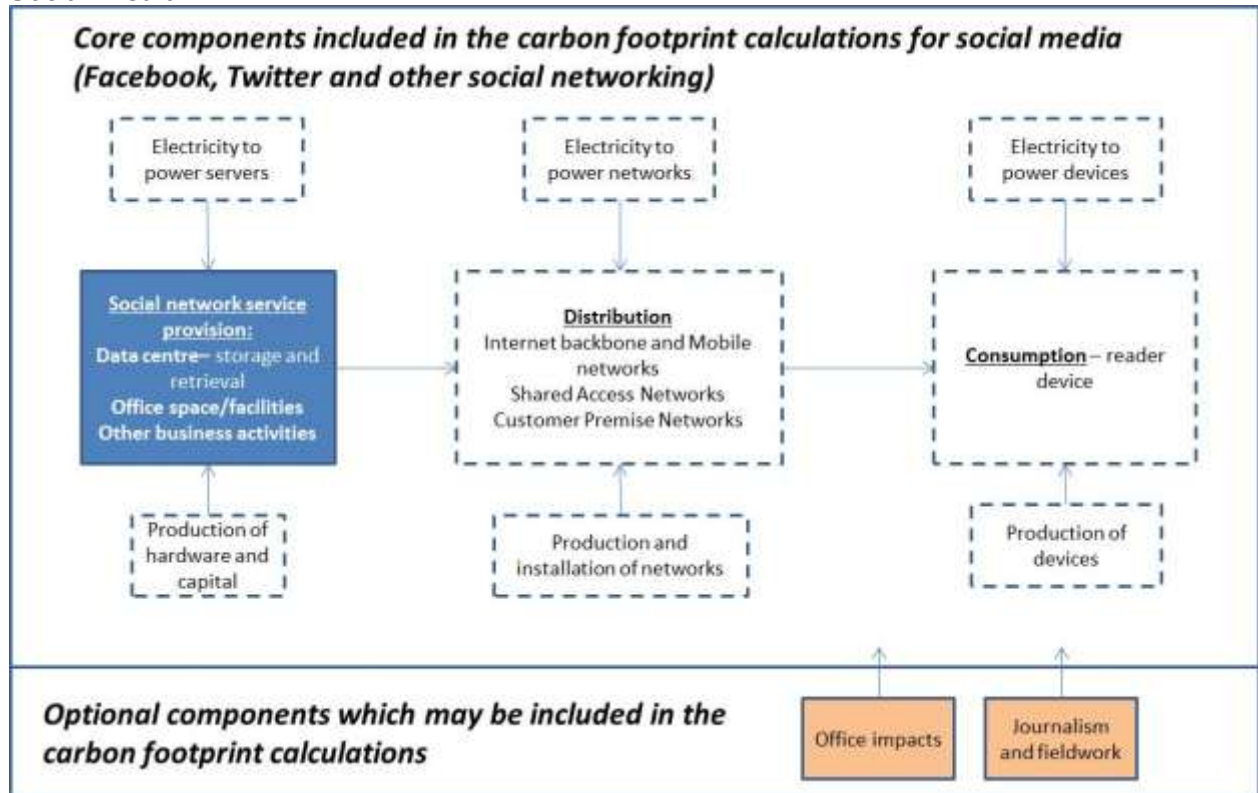 Core components included in the carbon footprint calculations for social media
(Facebook, Twitter and other social networking)
Electricity to
power servers
Electricity to
power networks
Electricity to
power devices
Social network service
provision:
Data centre– storage and
retrieval
Office space/facilities
Other business activities
Distribution
Internet backbone and Mobile
networks
Shared Access Networks
Customer Premise Networks
Consumption – reader
device
Production of
hardware and
capital
Production and
installation of networks
Production of
devices
Optional components which may be included in the
carbon footprint calculations
Office impacts
Journalism
and fieldwork